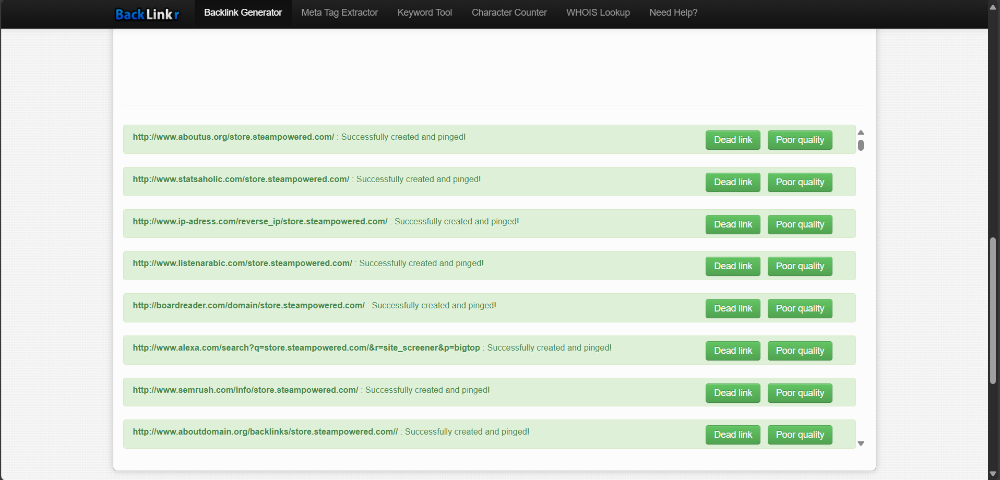 BackLinkr Backlink Generator Meta Tag Extractor Keyword Tool Character Counter WHOIS Lookup Need Help?
http://www.aboutus.org/store.steampowered.com/ : Successfully created and pinged! Dead link Poor quality
http://www.statsaholic.com/store.steampowered.com/ : Successfully created and pinged! Dead link Poor quality
http://www.ip-adress.com/reverse_ip/store.steampowered.com/ : Successfully created and pinged! Dead link Poor quality
http://www.listenarabic.com/store.steampowered.com/ : Successfully created and pinged! Dead link Poor quality
http://boardreader.com/domain/store.steampowered.com/ : Successfully created and pinged! Dead link Poor quality
http://www.alexa.com/search?q=store.steampowered.com/&r=site_screener&p=bigtop : Successfully created and pinged! Dead link Poor quality
http://www.semrush.com/info/store.steampowered.com/ : Successfully created and pinged! Dead link Poor quality
http://www.aboutdomain.org/backlinks/store.steampowered.com// : Successfully created and pinged! Dead link Poor quality